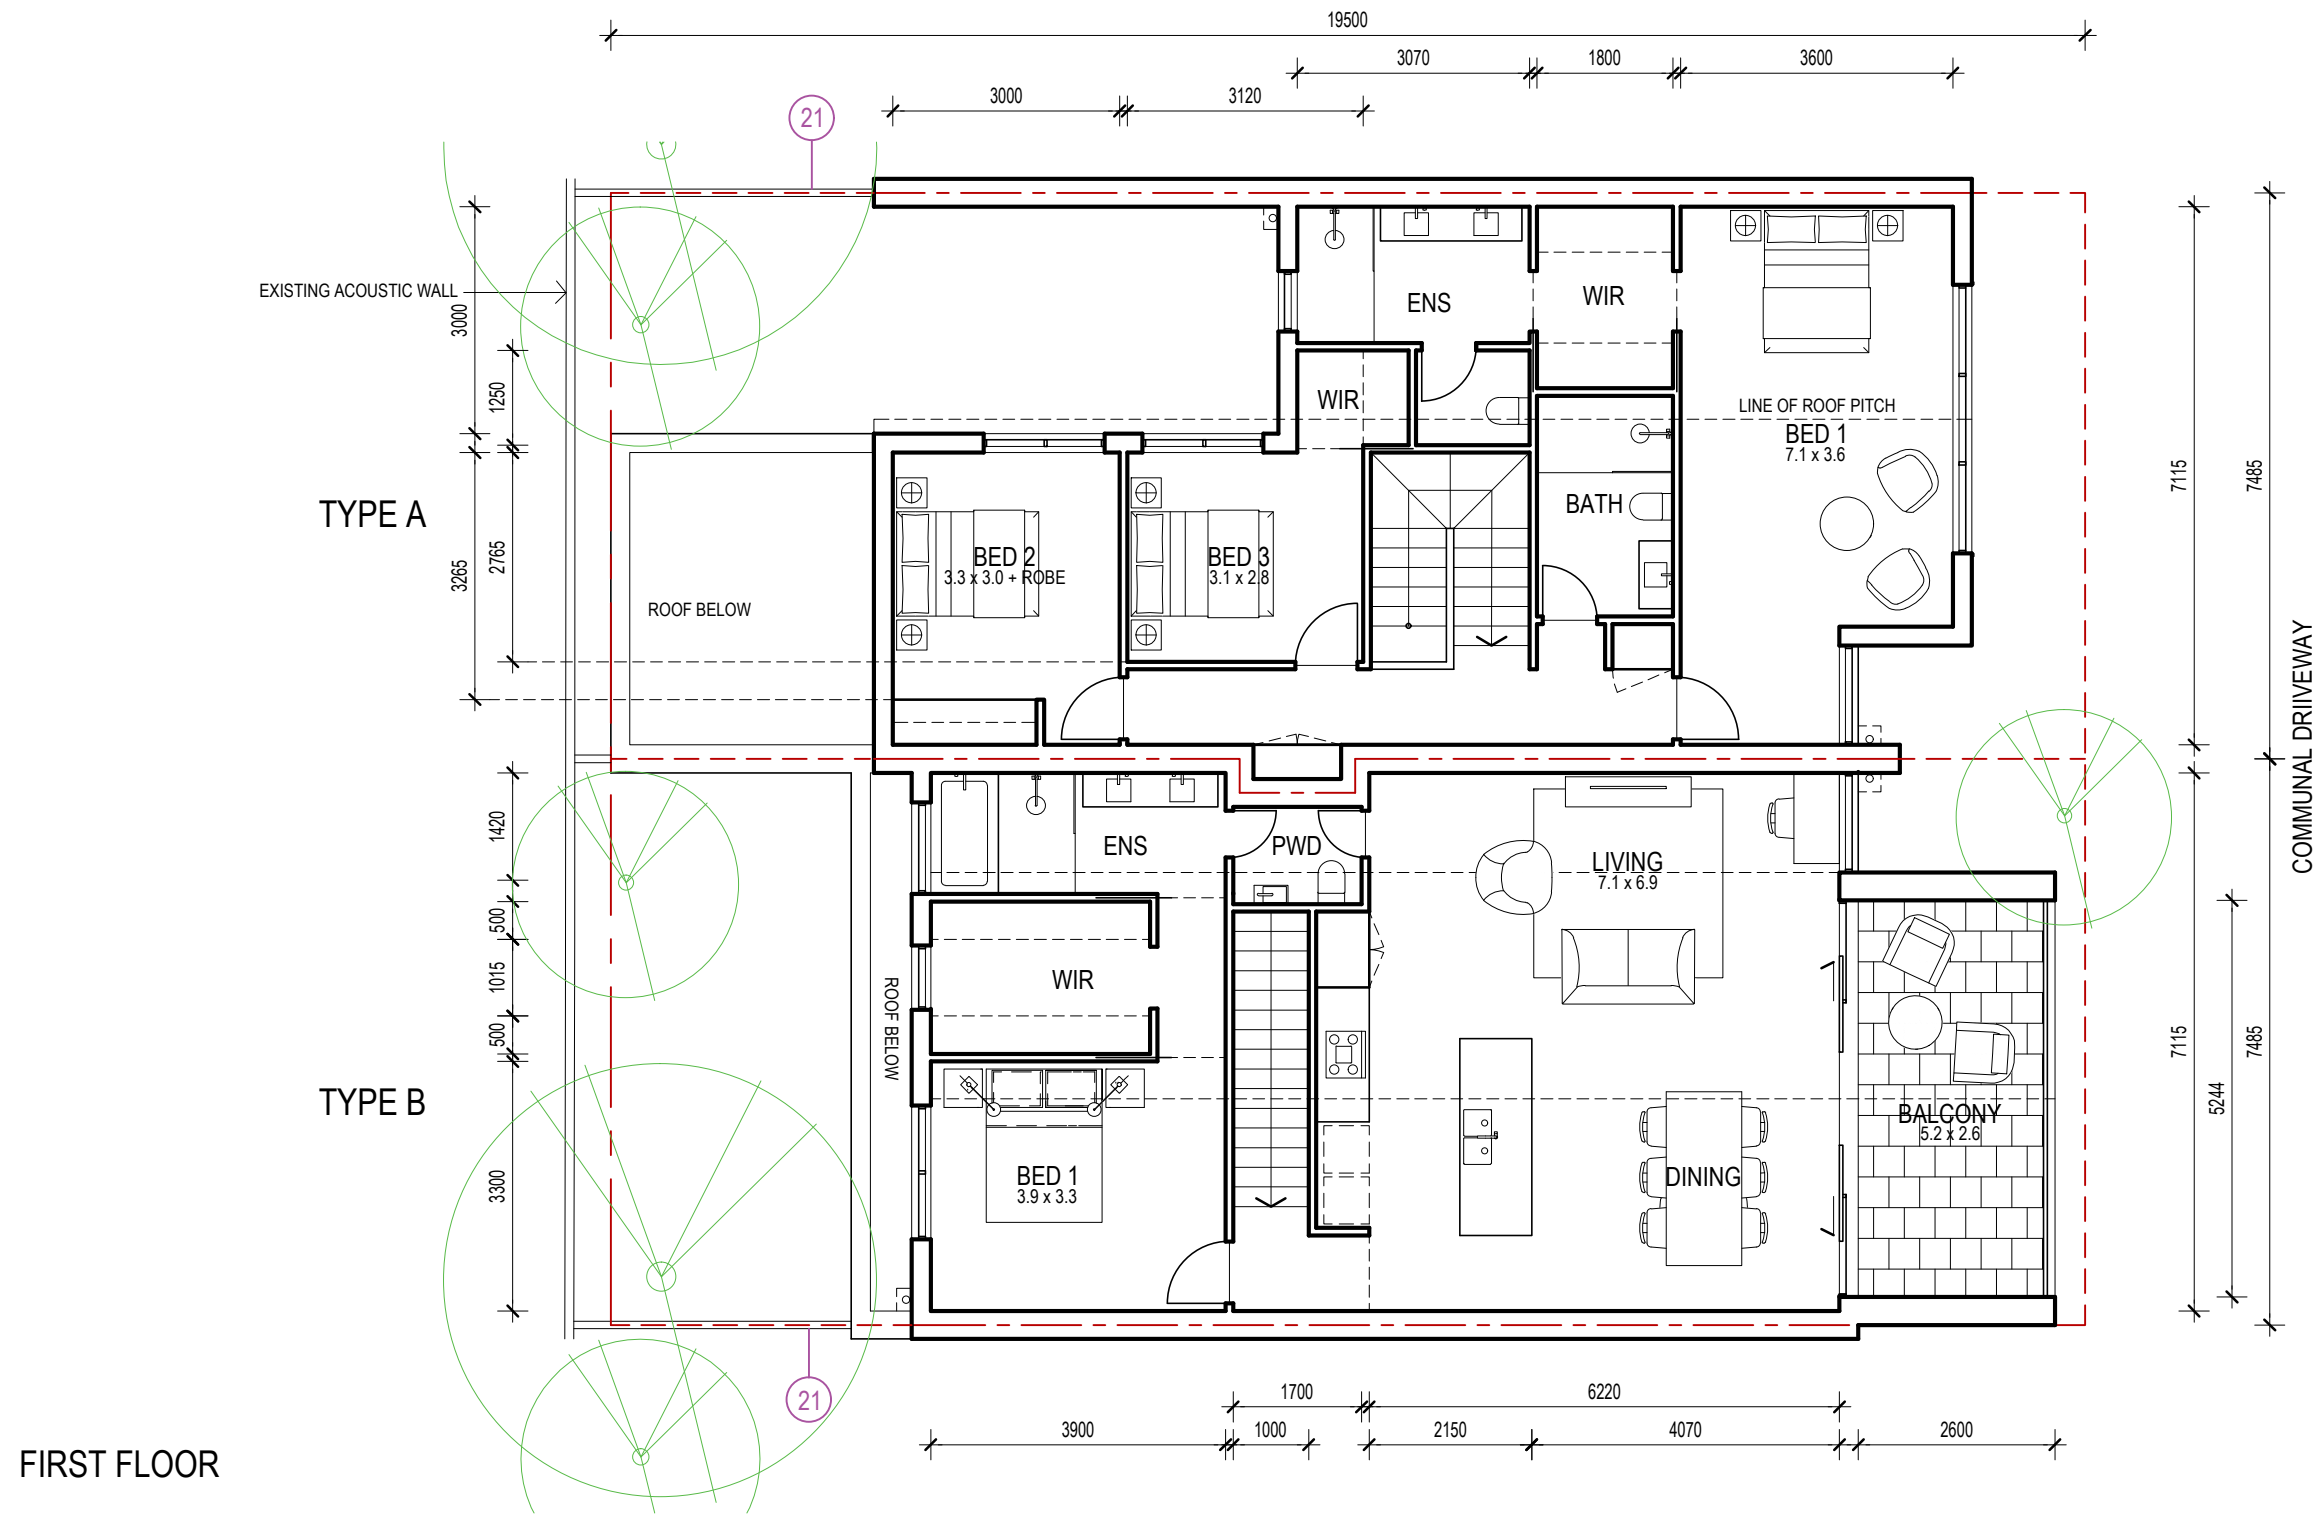 19500
3070
1800
3600
3000
3120
21
EXISTING ACOUSTIC WALL
3000
1250
ENS
WIR
WIR
LINE OF ROOF PITCH
BED 1
7.1 x 3.6
7115
7485
TYPE A
BATH
3265
2765
BED 2
3.3 x 3.0 + ROBE
BED 3
3.1 x 2.8
ROOF BELOW
COMMUNAL DRIIVEWAY
1420
ENS
PWD
LIVING
7.1 x 6.9
500
1015
500
WIR
ROOF BELOW
7115
7485
5244
TYPE B
BALCONY
5.2 x 2.6
BED 1
3.9 x 3.3
DINING
3300
21
1700
6220
3900
1000
2150
4070
2600
FIRST FLOOR